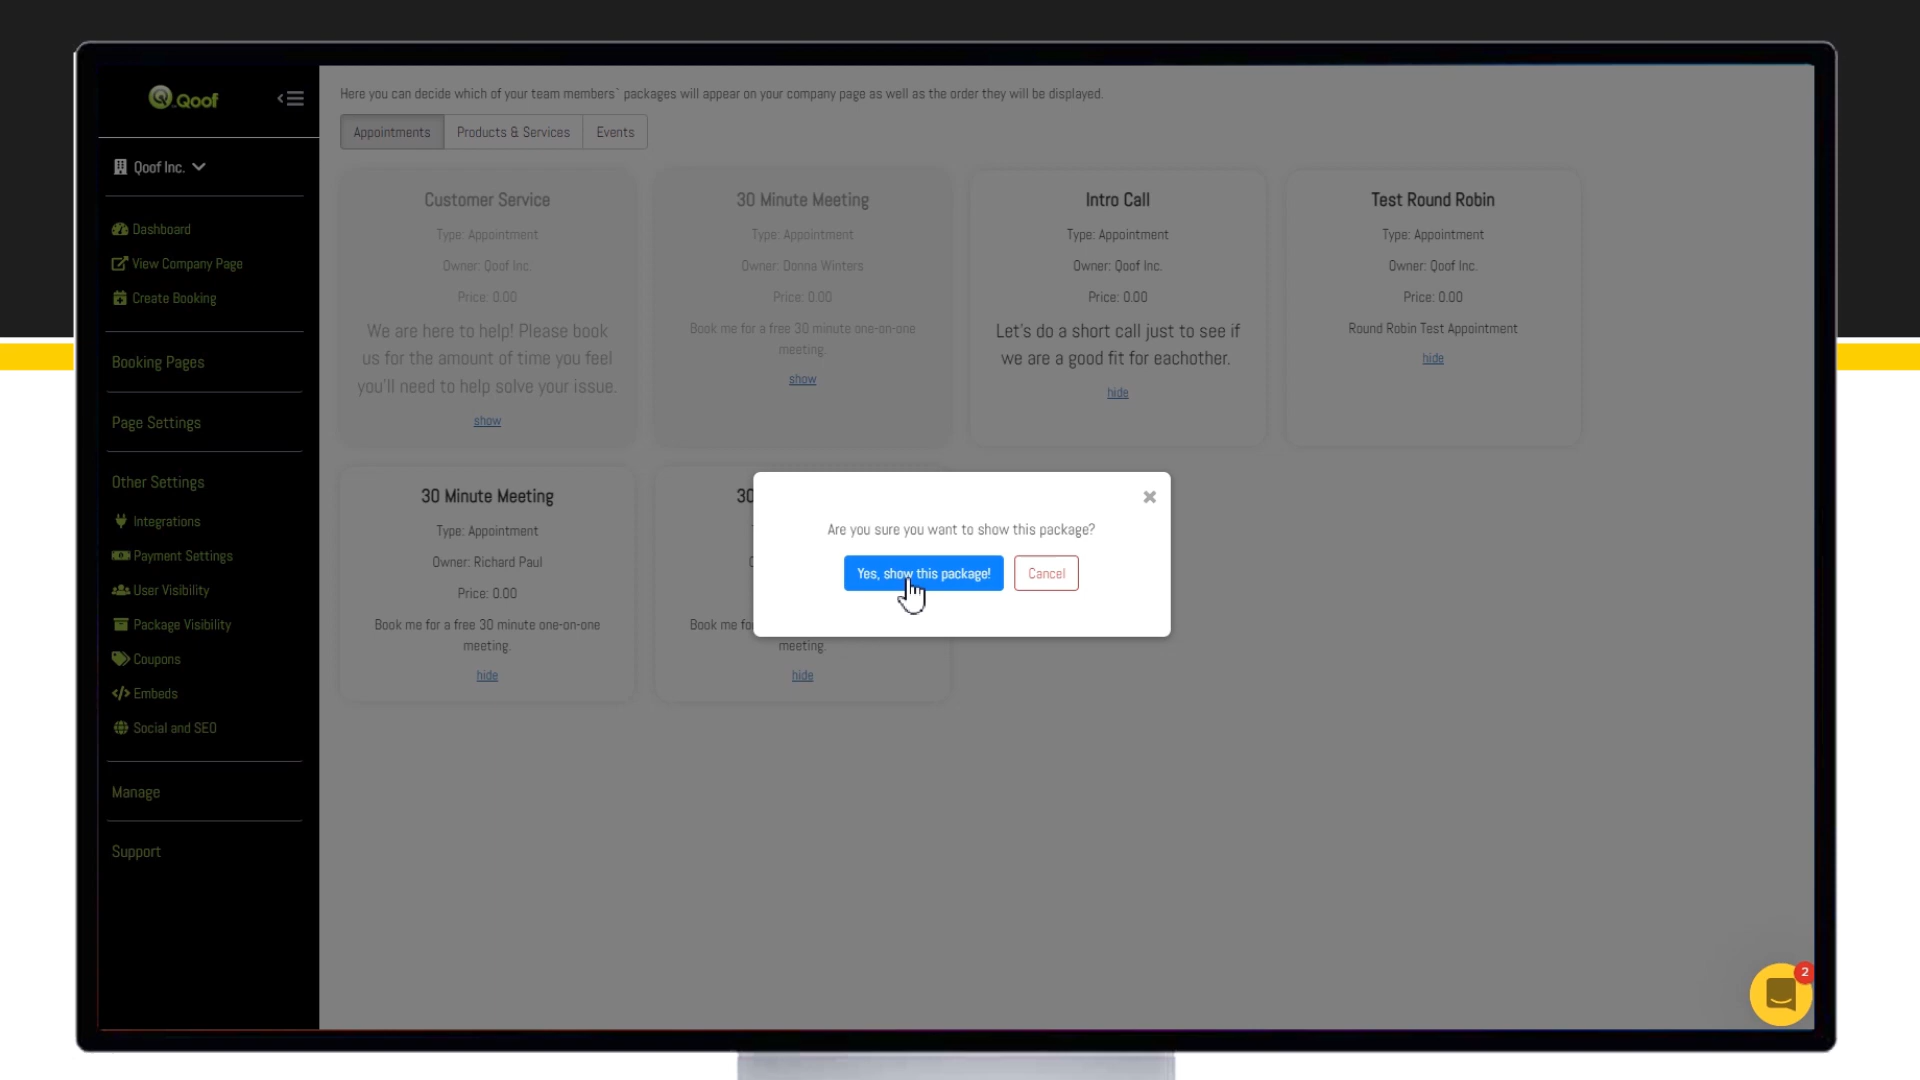 Qoof
Qoof Inc.
Dashboard
View Company Page
Create Booking
Booking Pages
Page Settings
Other Settings
Integrations
Payment Settings
User Visibility
Package Visibility
Coupons
Embeds
Social and SEO
Manage
Support
Here you can decide which of your team members` packages will appear on your company page as well as the order they will be displayed.
Appointments
Products & Services
Events
Customer Service
Type: Appointment
Owner: Qoof Inc.
Price: 0.00
We are here to help! Please book
us for the amount of time you feel
you'll need to help solve your issue.
show
30 Minute Meeting
Type: Appointment
Owner: Donna Winters
Price: 0.00
Book me for a free 30 minute one-on-one
meeting.
show
Intro Call
Type: Appointment
Owner: Qoof Inc.
Price: 0.00
Let's do a short call just to see if
we are a good fit for eachother.
hide
Test Round Robin
Type: Appointment
Owner: Qoof Inc.
Price: 0.00
Round Robin Test Appointment
hide
30 Minute Meeting
Type: Appointment
Owner: Richard Paul
Price: 0.00
Book me for a free 30 minute one-on-one
meeting.
hide
30
Book me fo
meeting.
hide
Are you sure you want to show this package?
Yes, show this package!
Cancel
2